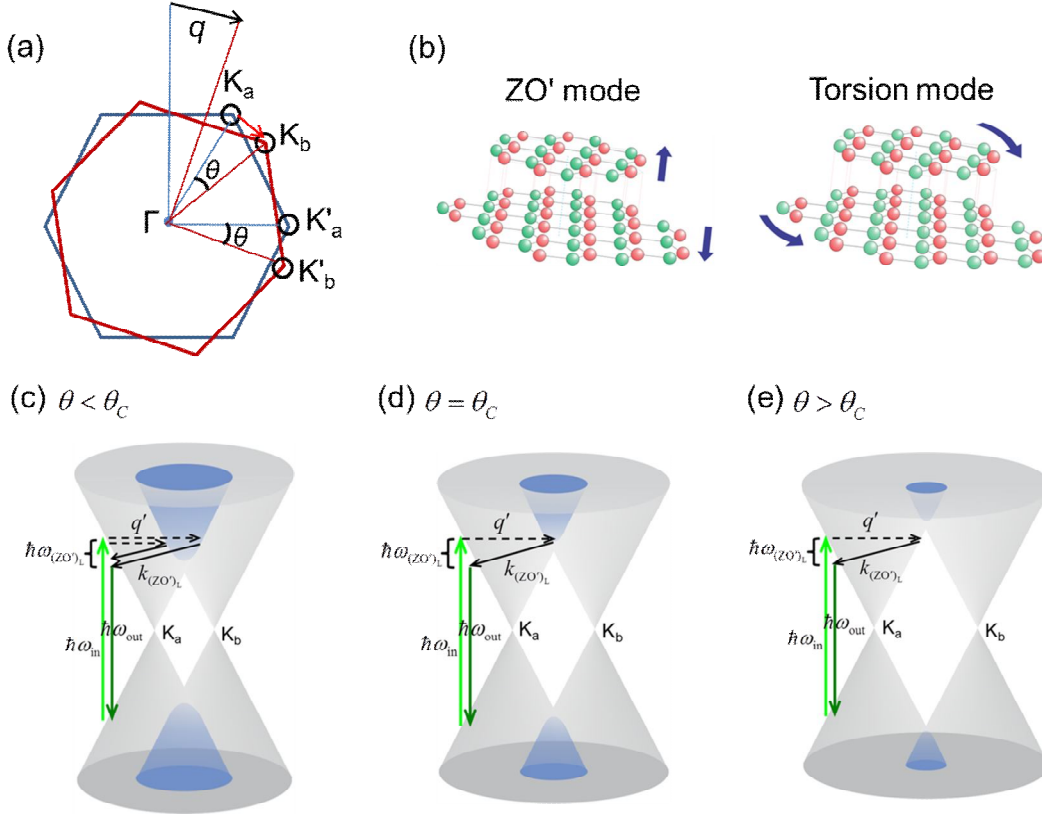 (a)
q
K_a
K_b
θ
Γ
θ
K'_a
K'_b
(b)
ZO' mode
Torsion mode
(c) θ < θ_C
q'
ħω_(ZO')_L
k_(ZO')_L
ħω_out
ħω_in
K_a
K_b
(d) θ = θ_C
q'
ħω_(ZO')_L
k_(ZO')_L
ħω_out
ħω_in
K_a
K_b
(e) θ > θ_C
q'
ħω_(ZO')_L
k_(ZO')_L
ħω_out
ħω_in
K_a
K_b